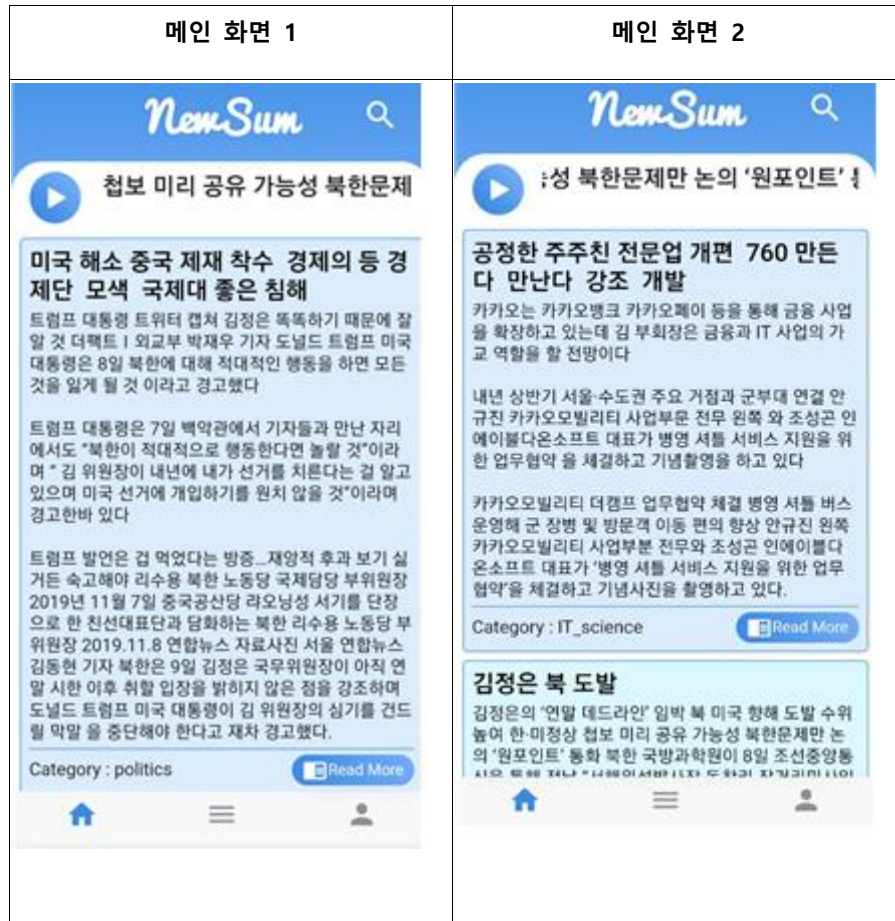 메인 화면 1
메인 화면 2
NewSum
첩보 미리 공유 가능성 북한문제
미국 해소 중국 제재 착수 경제의 등 경
제단 모색 국제대 좋은 침해
트럼프 대통령 트위터 캡쳐 김정은 똑똑하기 때문에 잘
알 것 더팩트 | 외교부 박재우 기자 도널드 트럼프 미국
대통령은 8일 북한에 대해 적대적인 행동을 하면 모든
것을 잃게 될 것 이라고 경고했다
트럼프 대통령은 7일 백악관에서 기자들과 만난 자리
에서도 "북한이 적대적으로 행동한다면 놀랄 것"이라
며 " 김 위원장이 내년에 내가 선거를 치른다는 걸 알고
있으며 미국 선거에 개입하기를 원치 않을 것"이라며
경고한바 있다
트럼프 발언은 겁 먹었다는 방증_재앙적 후과 보기 싫
거든 숙고해야 리수용 북한 노동당 국제담당 부위원장
2019년 11월 7일 중국공산당 랴오닝성 서기를 단장
으로 한 친선대표단과 담화하는 북한 리수용 노동당 부
위원장 2019.11.8 연합뉴스 자료사진 서울 연합뉴스
김동현 기자 북한은 9일 김정은 국무위원장이 아직 연
말 시한 이후 취할 입장을 밝히지 않은 점을 강조하며
도널드 트럼프 미국 대통령이 김 위원장의 심기를 건드
릴 막말 을 중단해야 한다고 재차 경고했다.
Category : politics
Read More
NewSum
성 북한문제만 논의 '원포인트'
공정한 주주친 전문업 개편 760 만든
다 만난다 강조 개발
카카오는 카카오뱅크 카카오페이 등을 통해 금융 사업
을 확장하고 있는데 김 부회장은 금융과 IT 사업의 가
교 역할을 할 전망이다
내년 상반기 서울·수도권 주요 거점과 군부대 연결 안
규진 카카오모빌리티 사업부문 전무 왼쪽 와 조성곤 인
에이블다온소프트 대표가 병영 셔틀 서비스 지원을 위
한 업무협약 을 체결하고 기념촬영을 하고 있다
카카오모빌리티 더캠프 업무협약 체결 병영 셔틀 버스
운영해 군 장병 및 방문객 이동 편의 향상 안규진 왼쪽
카카오모빌리티 사업부분 전무와 조성곤 인에이블다
온소프트 대표가 '병영 셔틀 서비스 지원을 위한 업무
협약'을 체결하고 기념사진을 촬영하고 있다.
Category : IT_science
Read More
김정은 북 도발
김정은의 '연말 데드라인' 임박 북 미국 향해 도발 수위
높여 한·미정상 첩보 미리 공유 가능성 북한문제만 논
의 '원포인트' 통화 북한 국방과학원이 8일 조선중앙통